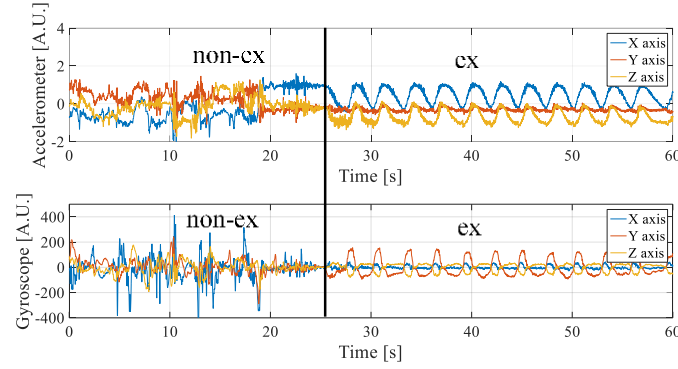 Accelerometer [A.U.]
4
2
0
-2
non-ex
ex
X axis
Y axis
Z axis
0
10
20
30
40
50
60
Time [s]
Gyroscope [A.U.]
400
200
0
-200
-400
non-ex
ex
X axis
Y axis
Z axis
0
10
20
30
40
50
60
Time [s]